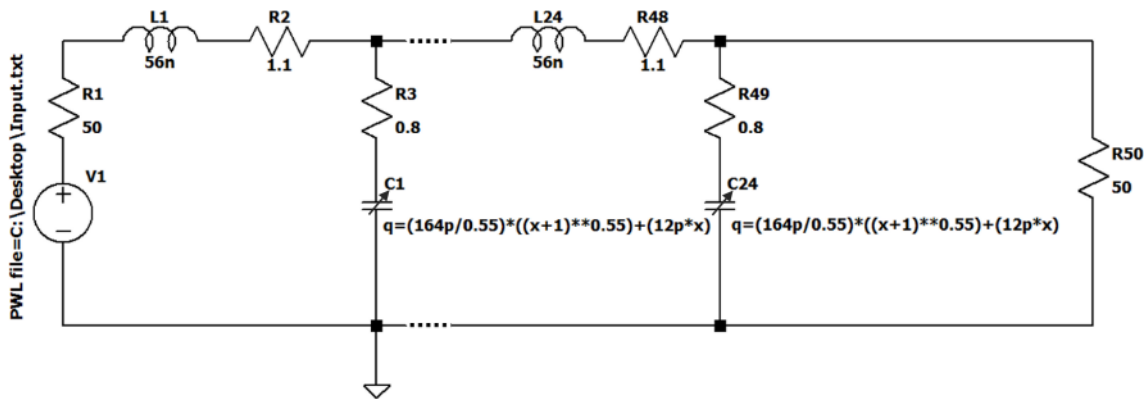 L1
56n
R2
1.1
L24
56n
R48
1.1
R1
50
R3
0.8
R49
0.8
R50
50
V1
+
−
C1
q=(164p/0.55)*((x+1)**0.55)+(12p*x)
C24
q=(164p/0.55)*((x+1)**0.55)+(12p*x)
PWL file=C:\Desktop\Input.txt